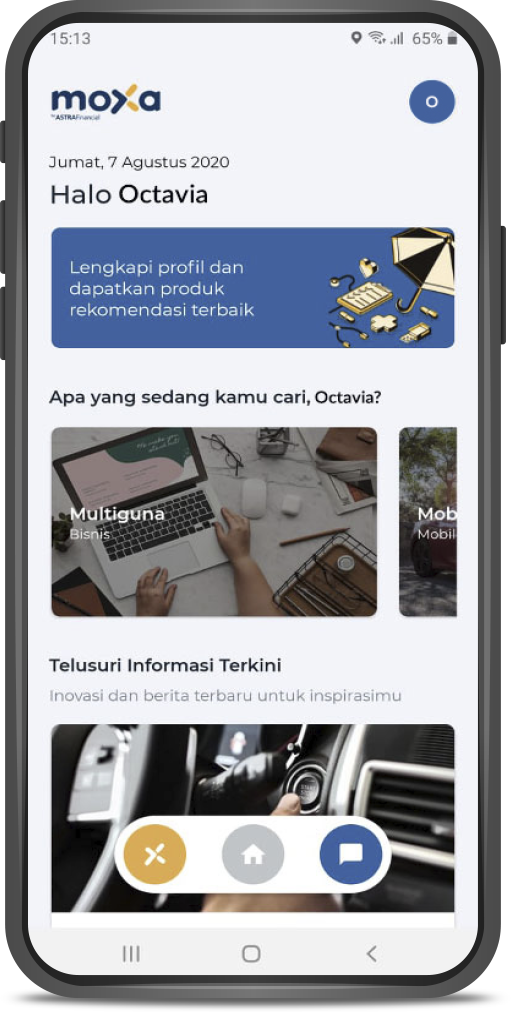 15:13
65%
moxa
by ASTRAFinancial
O
Jumat, 7 Agustus 2020
Halo Octavia
Lengkapi profil dan
dapatkan produk
rekomendasi terbaik
Apa yang sedang kamu cari, Octavia?
Multiguna
Bisnis
Mob
Mobil
Telusuri Informasi Terkini
Inovasi dan berita terbaru untuk inspirasimu
START